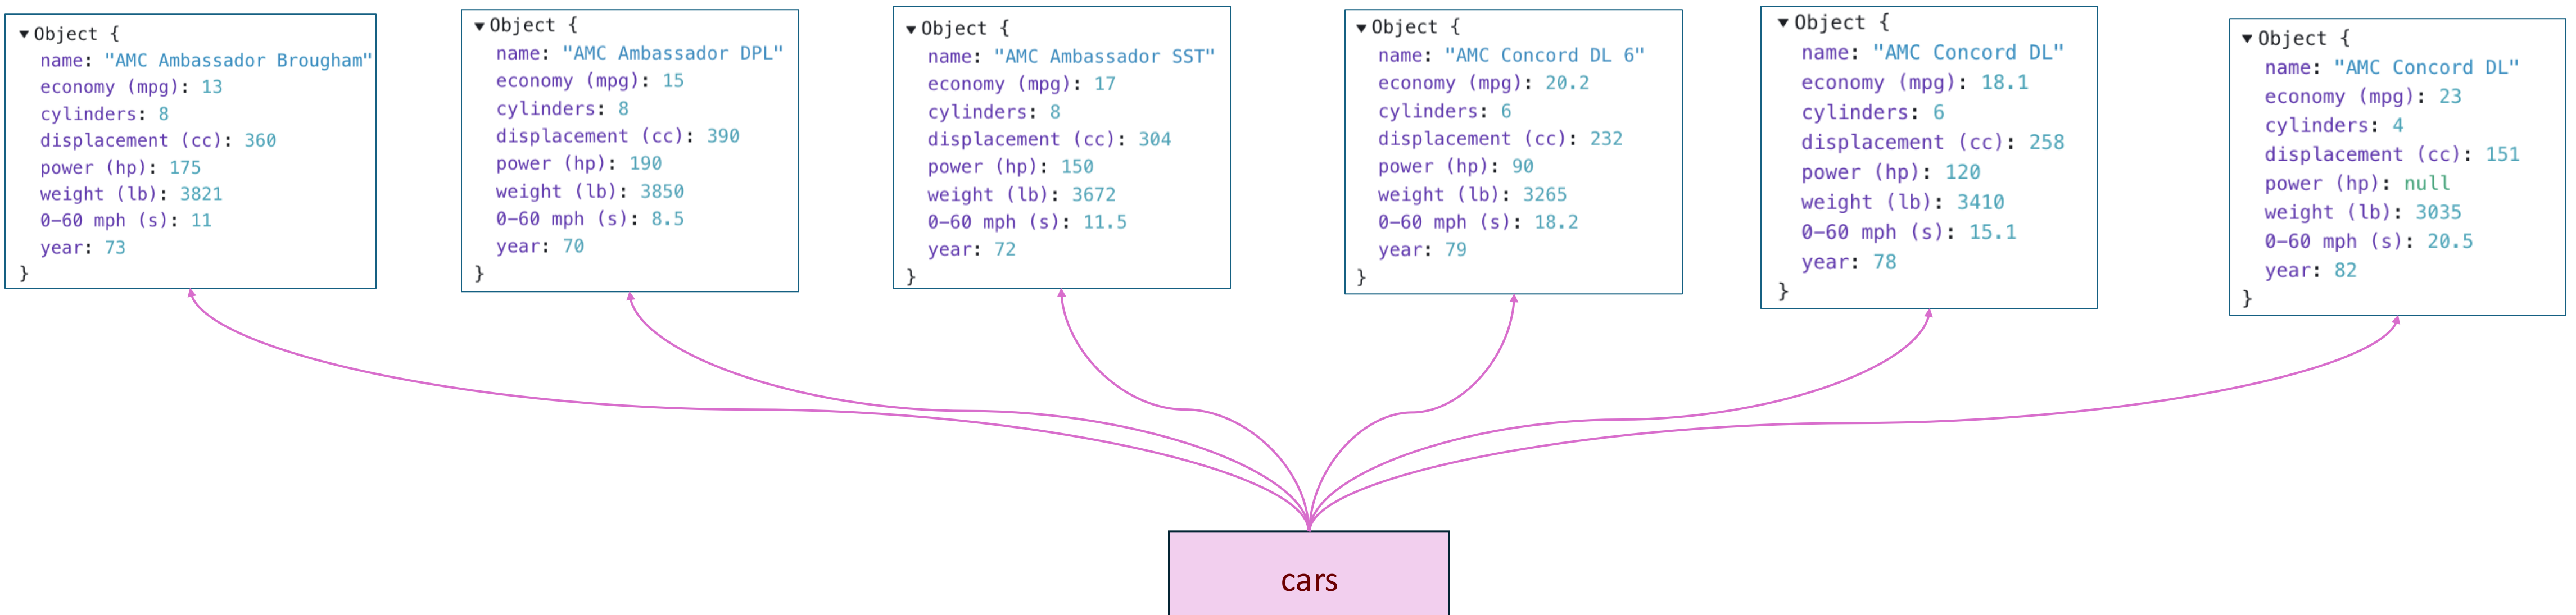 ▼Object {
name: "AMC Ambassador Brougham"
economy (mpg): 13
cylinders: 8
displacement (cc): 360
power (hp): 175
weight (lb): 3821
0–60 mph (s): 11
year: 73
}
▼Object {
name: "AMC Ambassador DPL"
economy (mpg): 15
cylinders: 8
displacement (cc): 390
power (hp): 190
weight (lb): 3850
0–60 mph (s): 8.5
year: 70
}
▼Object {
name: "AMC Ambassador SST"
economy (mpg): 17
cylinders: 8
displacement (cc): 304
power (hp): 150
weight (lb): 3672
0–60 mph (s): 11.5
year: 72
}
▼Object {
name: "AMC Concord DL 6"
economy (mpg): 20.2
cylinders: 6
displacement (cc): 232
power (hp): 90
weight (lb): 3265
0–60 mph (s): 18.2
year: 79
}
▼Object {
name: "AMC Concord DL"
economy (mpg): 18.1
cylinders: 6
displacement (cc): 258
power (hp): 120
weight (lb): 3410
0–60 mph (s): 15.1
year: 78
}
▼Object {
name: "AMC Concord DL"
economy (mpg): 23
cylinders: 4
displacement (cc): 151
power (hp): null
weight (lb): 3035
0–60 mph (s): 20.5
year: 82
}
cars